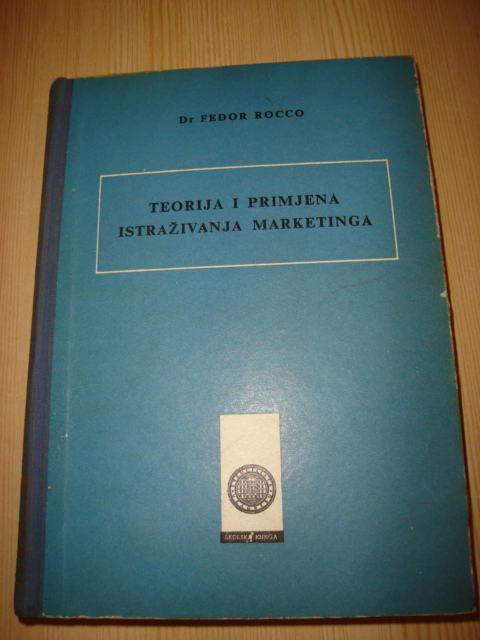 Dr FEDOR ROCCO
TEORIJA I PRIMJENA
ISTRAŽIVANJA MARKETINGA
ŠKOLSKA KNJIGA